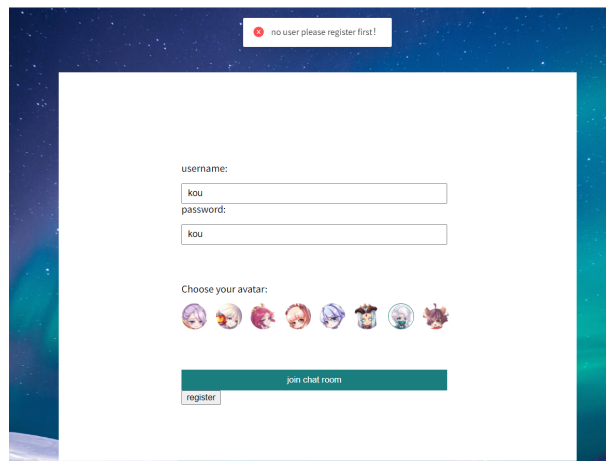 no user please register first！
username:
kou
password:
kou
Choose your avatar:
join chat room
register